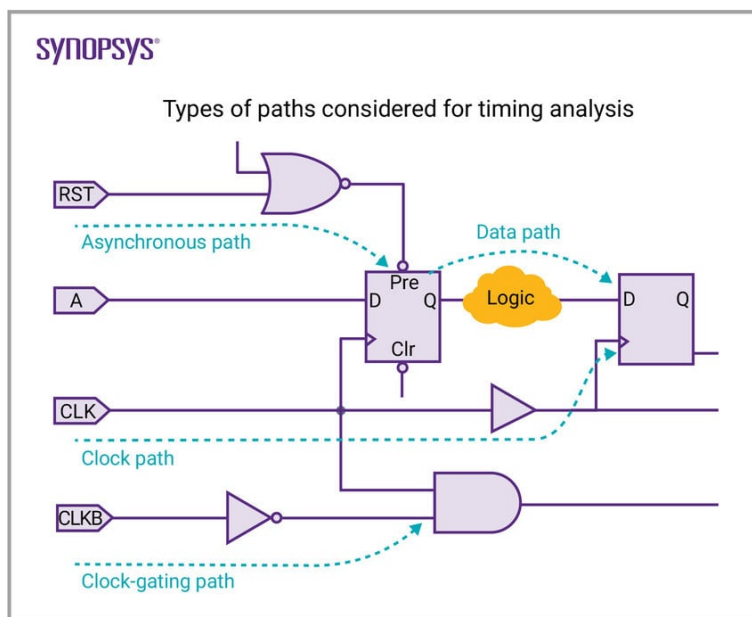 SYNOPSYS®
Types of paths considered for timing analysis
RST
Asynchronous path
Data path
A
D
Pre
Q
Logic
D
Q
Clr
CLK
Clock path
CLKB
Clock-gating path